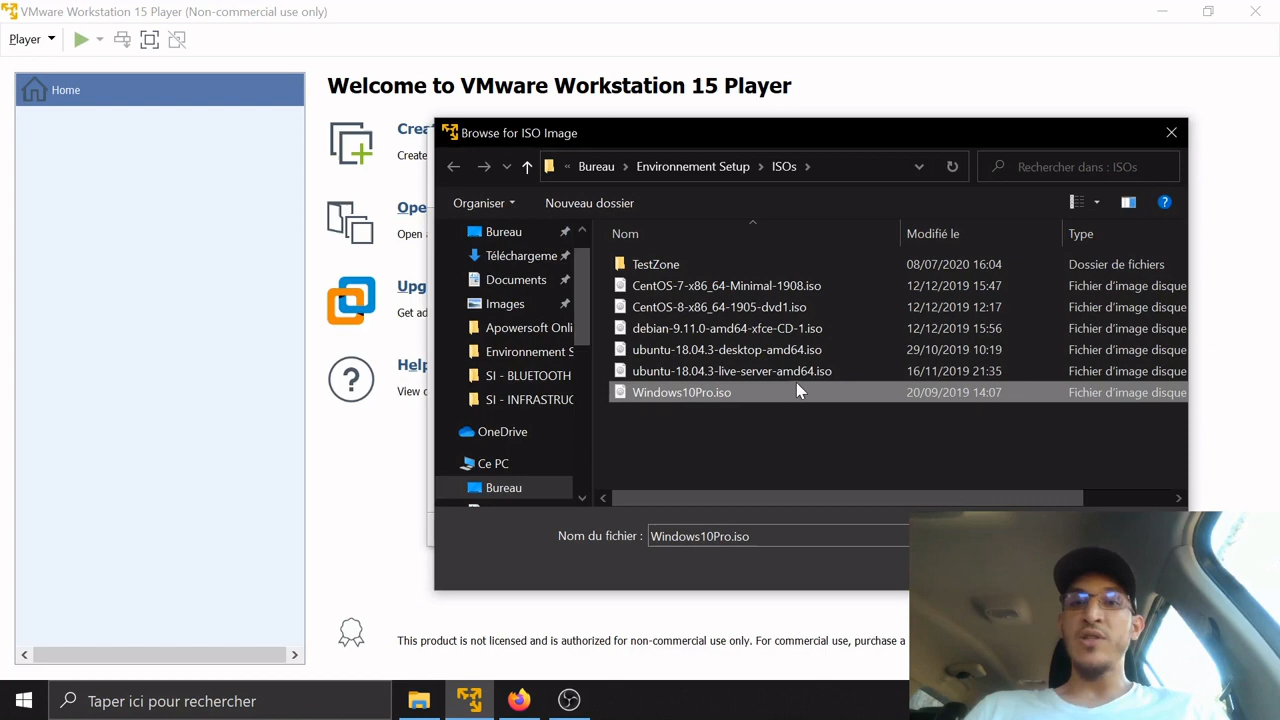 VMware Workstation 15 Player (Non-commercial use only)
Player
Home
Welcome to VMware Workstation 15 Player
Create
Open
Open a
Upg
Get ad
Help
View o
This product is not licensed and is authorized for non-commercial use only. For commercial use, purchase a
Browse for ISO Image
« Bureau > Environnement Setup > ISOs >
Rechercher dans : ISOs
Organiser
Nouveau dossier
Bureau
Téléchargeme
Documents
Images
Apowersoft Onli
Environnement S
SI - BLUETOOTH
SI - INFRASTRUC
OneDrive
Ce PC
Bureau
Nom Modifié le Type
TestZone 08/07/2020 16:04 Dossier de fichiers
CentOS-7-x86_64-Minimal-1908.iso 12/12/2019 15:47 Fichier d'image disque
CentOS-8-x86_64-1905-dvd1.iso 12/12/2019 12:17 Fichier d'image disque
debian-9.11.0-amd64-xfce-CD-1.iso 12/12/2019 15:56 Fichier d'image disque
ubuntu-18.04.3-desktop-amd64.iso 29/10/2019 10:19 Fichier d'image disque
ubuntu-18.04.3-live-server-amd64.iso 16/11/2019 21:35 Fichier d'image disque
Windows10Pro.iso 20/09/2019 14:07 Fichier d'image disque
Nom du fichier : Windows10Pro.iso
Taper ici pour rechercher